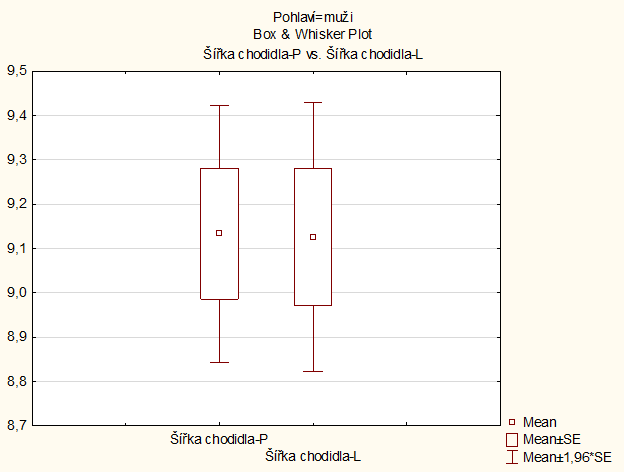 Pohlaví=muži
Box & Whisker Plot
Šířka chodidla-P vs. Šířka chodidla-L
9,5
9,4
9,3
9,2
9,1
9,0
8,9
8,8
8,7
Šířka chodidla-P
Šířka chodidla-L
Mean
Mean±SE
Mean±1,96*SE